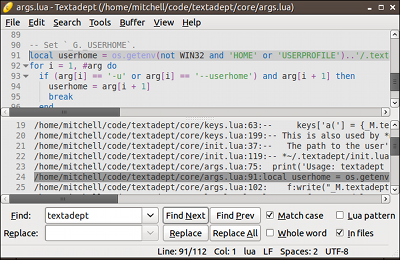 args.lua - Textadept (/home/mitchell/code/textadept/core/args.lua)
File Edit Search Tools Buffer View Help
89
90 -- Set `_G._USERHOME`.
91 local userhome = os.getenv(not WIN32 and 'HOME' or 'USERPROFILE')..'/.text
92 for i = 1, #arg do
93 if (arg[i] == '-u' or arg[i] == '--userhome') and arg[i + 1] then
94 userhome = arg[i + 1]
95 break
96 end
19 /home/mitchell/code/textadept/core/keys.lua:63:-- keys['a('] = {_M.te
20 /home/mitchell/code/textadept/core/keys.lua:199:-- This is also used by *
21 /home/mitchell/code/textadept/core/init.lua:37:-- The path to the user'
22 /home/mitchell/code/textadept/core/init.lua:119:-- *~/.textadept/init.lua
23 /home/mitchell/code/textadept/core/args.lua:75: print('Usage: textadept
24 /home/mitchell/code/textadept/core/args.lua:91:local userhome = os.getenv
25 /home/mitchell/code/textadept/core/args.lua:102: f:write("_M.textadept
Find: textadept Find Next Find Prev Match case Lua pattern
Replace: Replace Replace All Whole word In files
Line: 91/112 Col: 1 lua LF Spaces: 2 UTF-8